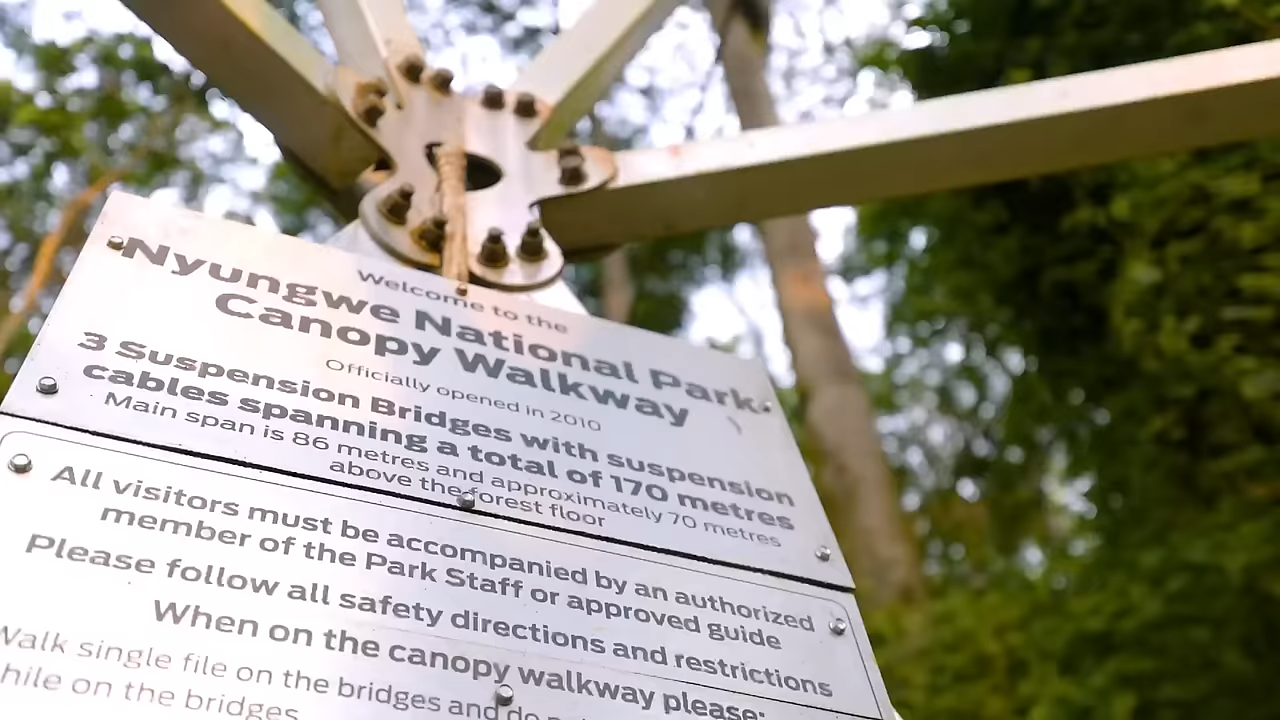 Welcome to the
Nyungwe National Park
Canopy Walkway
Officially opened in 2010
3 Suspension Bridges with suspension
cables spanning a total of 170 metres
Main span is 86 metres and approximately 70 metres
above the forest floor
All visitors must be accompanied by an authorized
member of the Park Staff or approved guide
Please follow all safety directions and restrictions
When on the canopy walkway please:
Walk single file on the bridges and do
while on the bridges